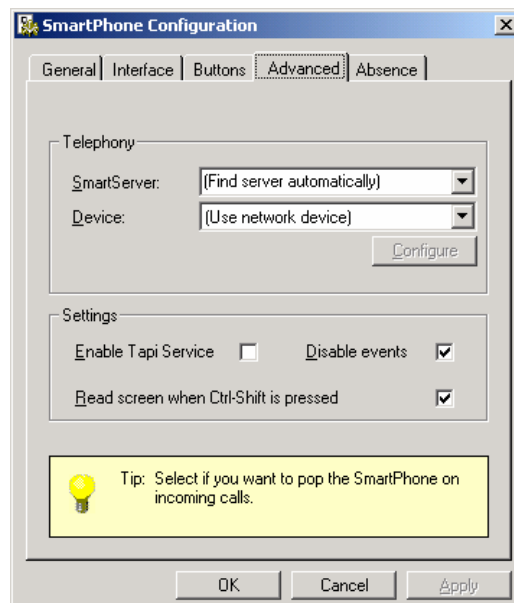 SmartPhone Configuration
General Interface Buttons Advanced Absence
Telephony
SmartServer: (Find server automatically)
Device: (Use network device)
Configure
Settings
Enable Tapi Service Disable events
Read screen when Ctrl-Shift is pressed
Tip: Select if you want to pop the SmartPhone on
incoming calls.
OK Cancel Apply